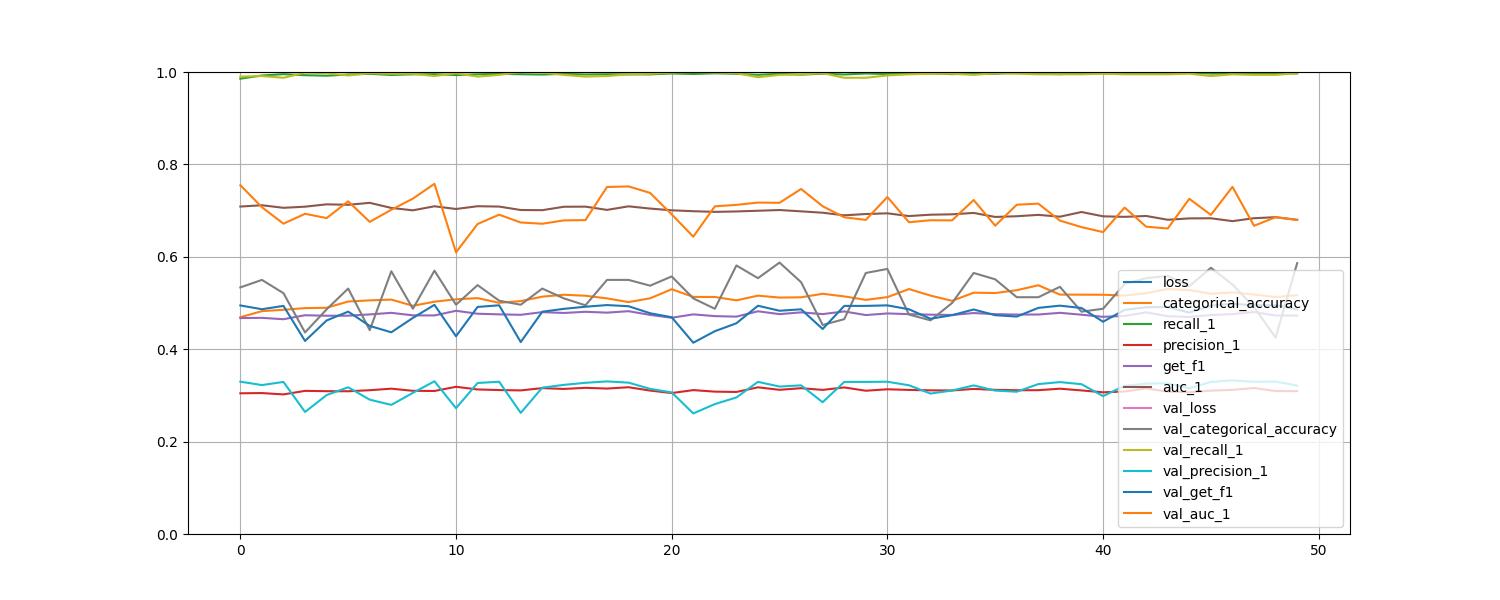 1.0
0.8
0.6
0.4
0.2
0.0
0 10 20 30 40 50
loss
categorical_accuracy
recall_1
precision_1
get_f1
auc_1
val_loss
val_categorical_accuracy
val_recall_1
val_precision_1
val_get_f1
val_auc_1